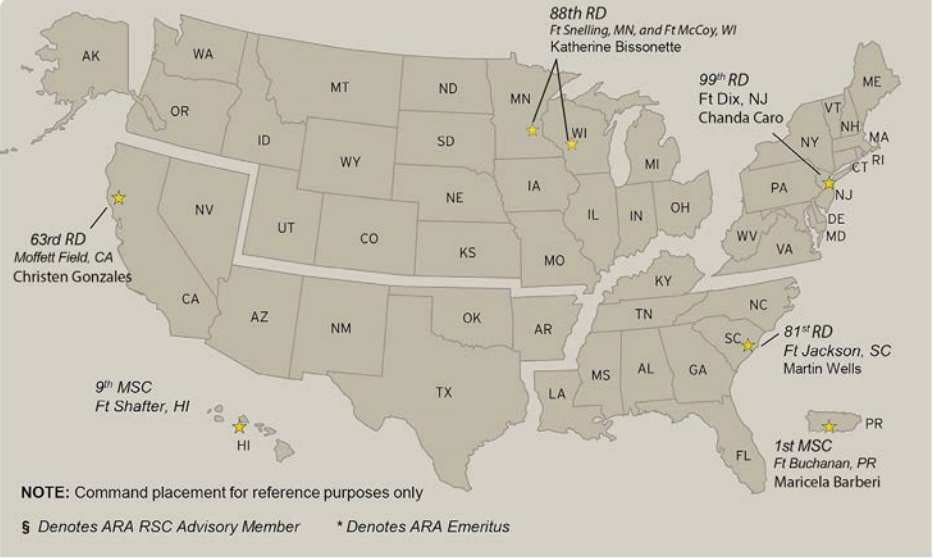 88th RD
Ft Snelling, MN, and Ft McCoy, WI
Katherine Bissonette
99th RD
Ft Dix, NJ
Chanda Caro
AK
WA
MT
ND
MN
ME
VT
NH
OR
ID
SD
WI
NY
MA
RI
CT
WY
MI
IA
PA
NJ
NV
NE
IL
IN
OH
DE
MD
UT
CO
WV
VA
63rd RD
Moffett Field, CA
Christen Gonzales
KS
MO
KY
CA
AZ
NM
OK
AR
TN
NC
SC
81st RD
Ft Jackson, SC
Martin Wells
TX
LA
MS
AL
GA
9th MSC
Ft Shafter, HI
HI
FL
PR
1st MSC
Ft Buchanan, PR
Maricela Barberi
NOTE: Command placement for reference purposes only
§ Denotes ARA RSC Advisory Member * Denotes ARA Emeritus